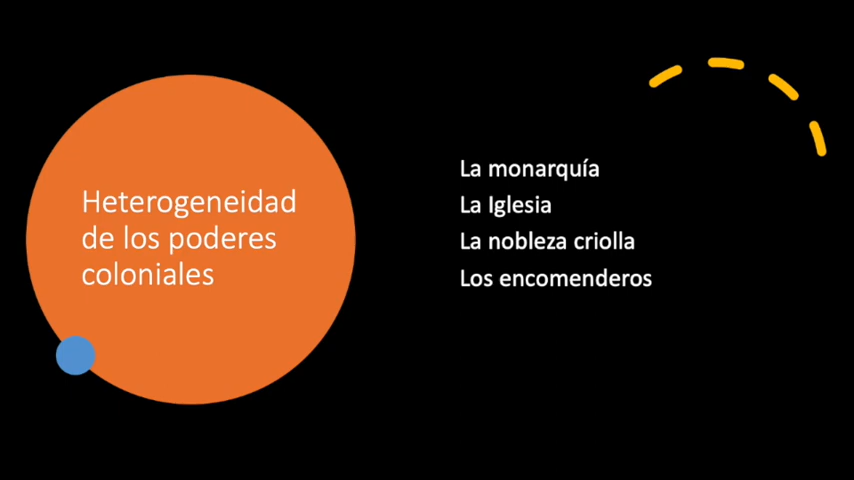 Heterogeneidad
de los poderes
coloniales
La monarquía
La Iglesia
La nobleza criolla
Los encomenderos